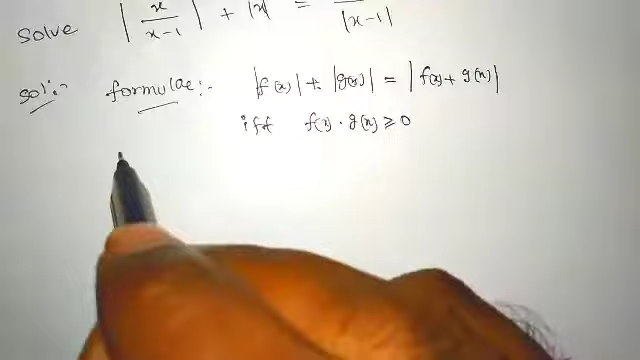 Solve | x/(x-1) | + |x| = /|x-1|
Sol:- formulae:- |f(x)| + |g(x)| = |f(x) + g(x)|
iff f(x) . g(x) ≥ 0